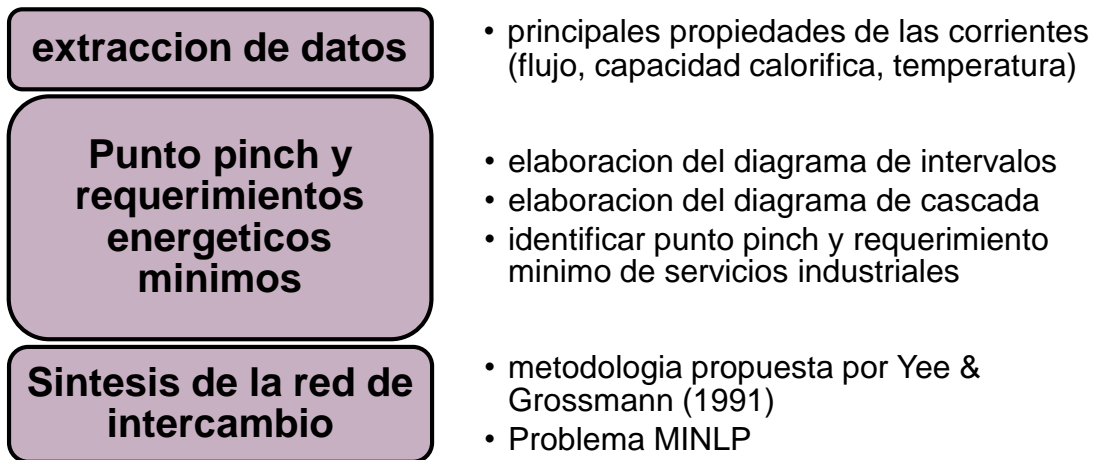 extraccion de datos
• principales propiedades de las corrientes
(flujo, capacidad calorifica, temperatura)
Punto pinch y
requerimientos
energeticos
minimos
• elaboracion del diagrama de intervalos
• elaboracion del diagrama de cascada
• identificar punto pinch y requerimiento
minimo de servicios industriales
Sintesis de la red de
intercambio
• metodologia propuesta por Yee &
Grossmann (1991)
• Problema MINLP